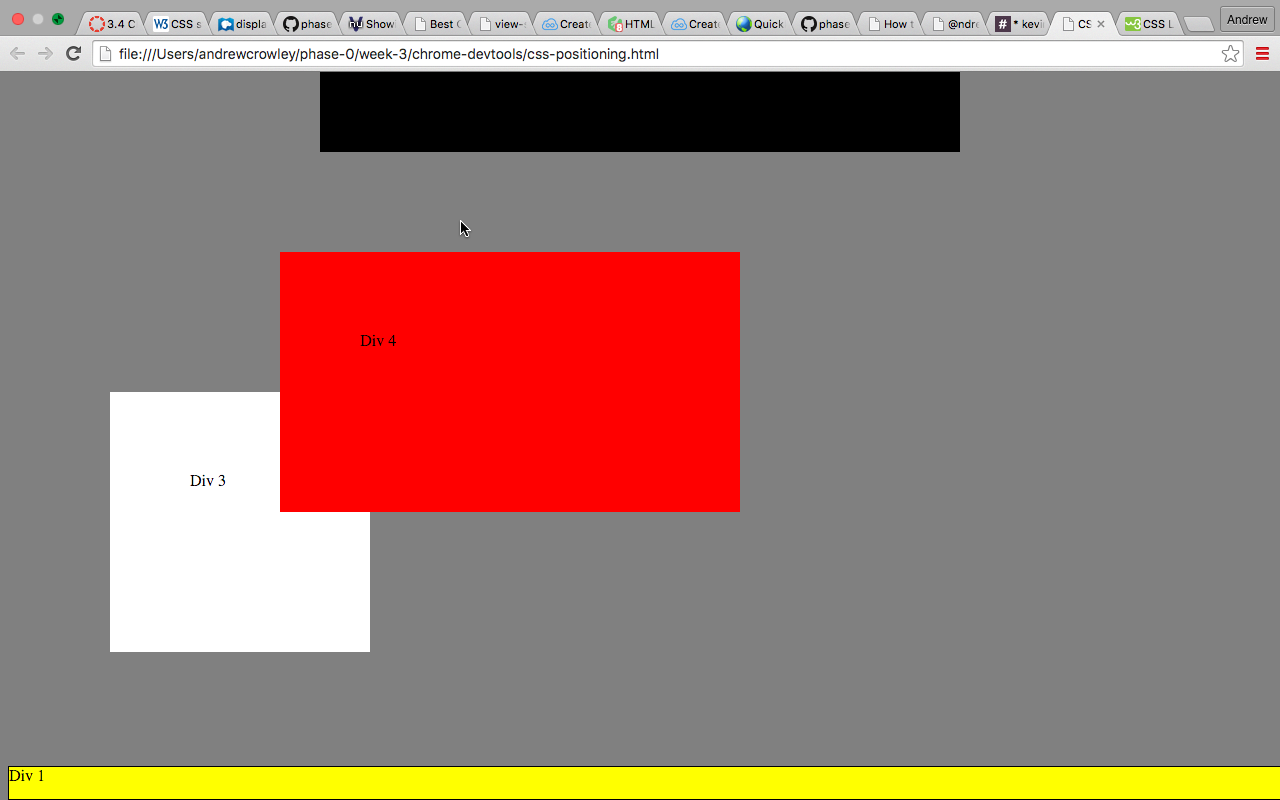 3.4 C
CSS s
displa
phase
Show
Best
view-
Create
HTML
Create
Quick
phase
How t
@ndre
* kevi
CS
CSS L
Andrew
file:///Users/andrewcrowley/phase-0/week-3/chrome-devtools/css-positioning.html
Div 4
Div 3
Div 1